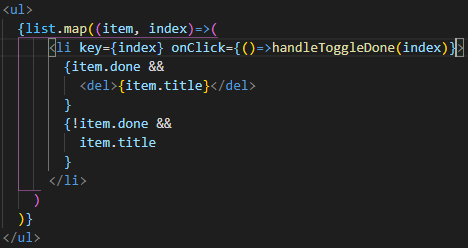 <ul>
  {list.map((item, index)=>(
      <li key={index} onClick={()=>handleToggleDone(index)}>
        {item.done &&
          <del>{item.title}</del>
        }
        {!item.done &&
          item.title
        }
      </li>
    )
  )}
</ul>